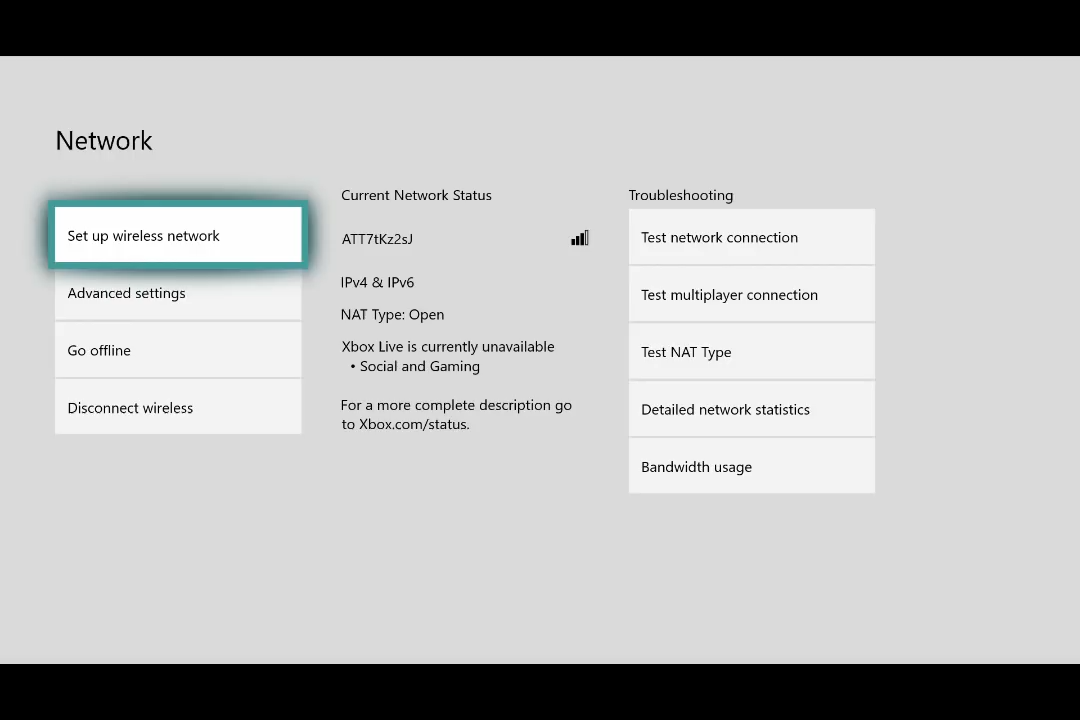 Network
Set up wireless network
Advanced settings
Go offline
Disconnect wireless
Current Network Status
ATT7tKz2sJ
IPv4 & IPv6
NAT Type: Open
Xbox Live is currently unavailable
• Social and Gaming
For a more complete description go
to Xbox.com/status.
Troubleshooting
Test network connection
Test multiplayer connection
Test NAT Type
Detailed network statistics
Bandwidth usage